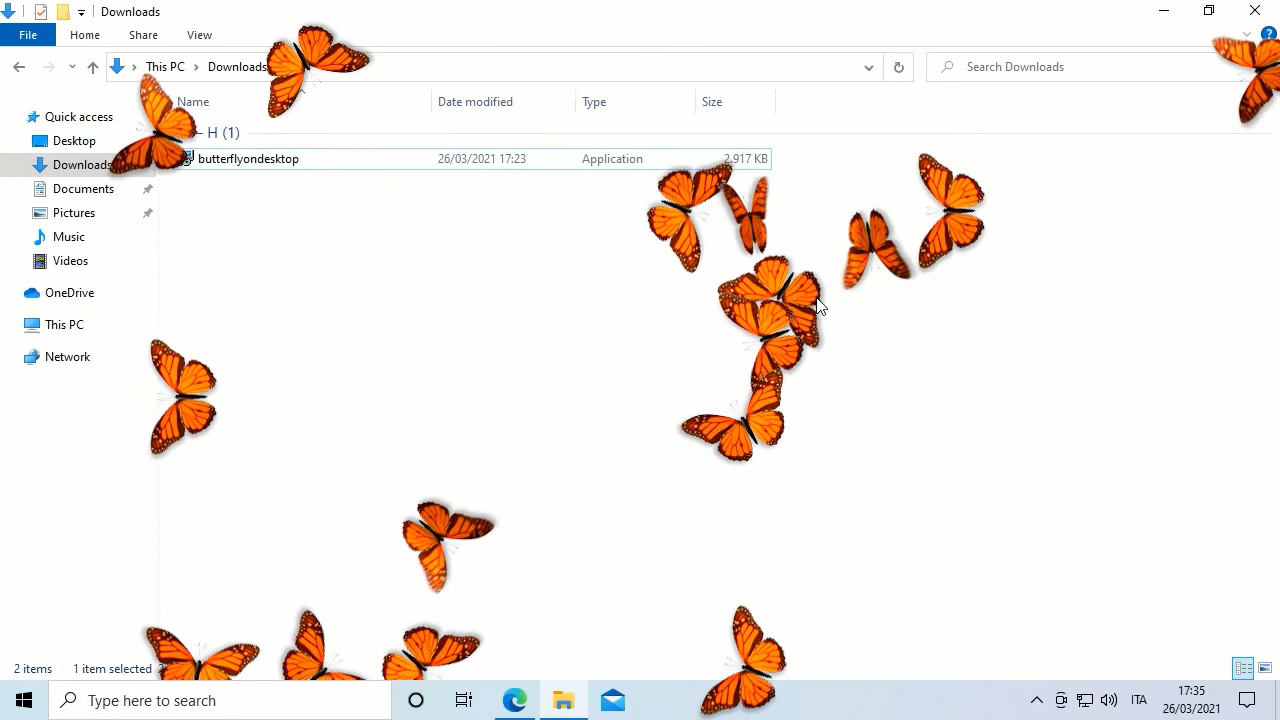 Downloads
File Home Share View
This PC Downloads
Search Downloads
Name Date modified Type Size
H (1)
butterflyondesktop 26/03/2021 17:23 Application 2.917 KB
Quick access
Desktop
Downloads
Documents
Pictures
Music
Videos
OneDrive
This PC
Network
2 items 1 item selected
Type here to search
ITA
17:35
26/03/2021